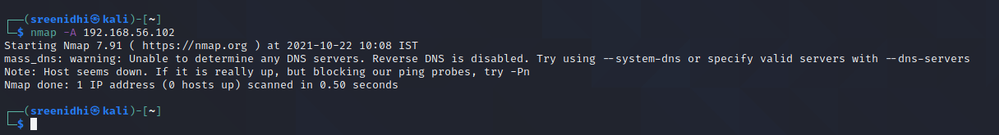 ┌──(sreenidhi㉿kali)-[~]
└─$ nmap -A 192.168.56.102
Starting Nmap 7.91 ( https://nmap.org ) at 2021-10-22 10:08 IST
mass_dns: warning: Unable to determine any DNS servers. Reverse DNS is disabled. Try using --system-dns or specify valid servers with --dns-servers
Note: Host seems down. If it is really up, but blocking our ping probes, try -Pn
Nmap done: 1 IP address (0 hosts up) scanned in 0.50 seconds
┌──(sreenidhi㉿kali)-[~]
└─$